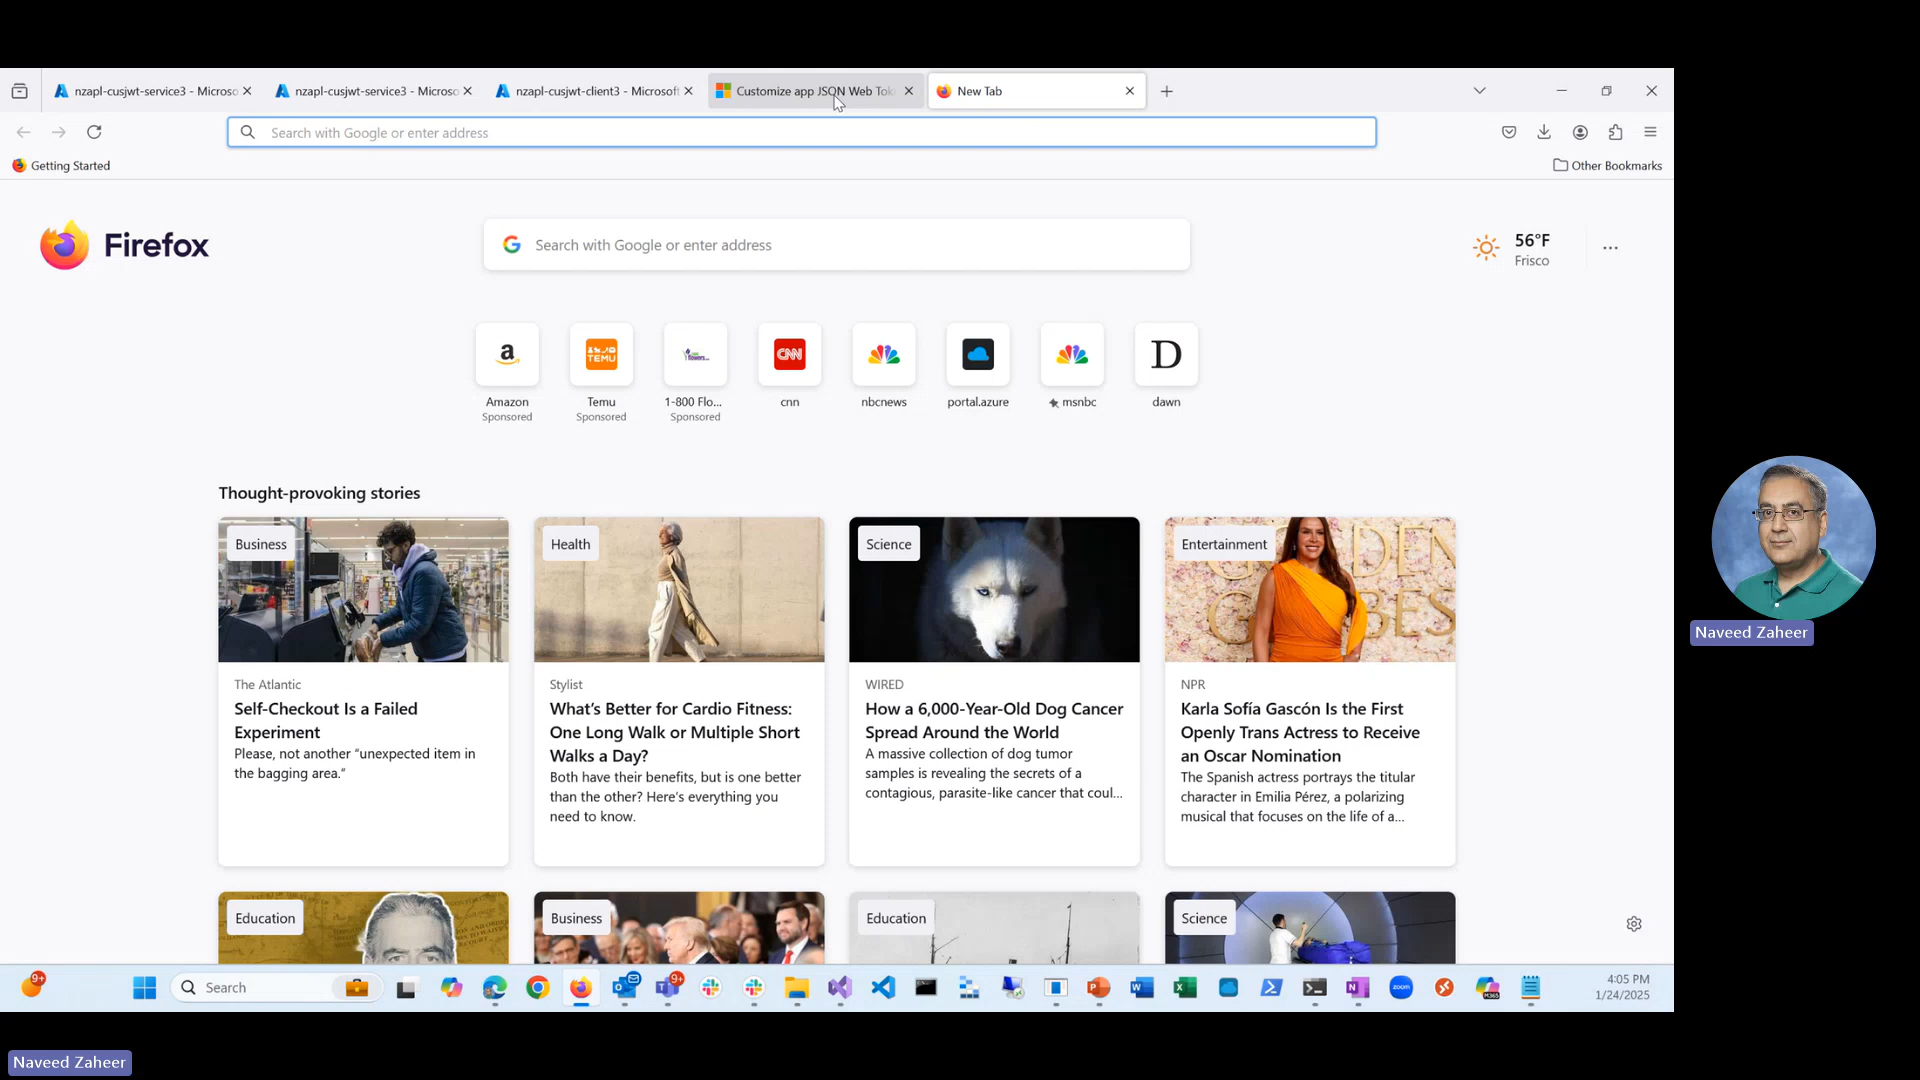 nzapl-cusjwt-service3 - Microso
nzapl-cusjwt-service3 - Microso
nzapl-cusjwt-client3 - Microsoft
Customize app JSON Web Tok
New Tab
Search with Google or enter address
Getting Started
Other Bookmarks
Firefox
Search with Google or enter address
56°F
Frisco
a
TEMU
flowers...
CNN
D
Amazon
Sponsored
Temu
Sponsored
1-800 Flo...
Sponsored
cnn
nbcnews
portal.azure
msnbc
dawn
Thought-provoking stories
Business
The Atlantic
Self-Checkout Is a Failed
Experiment
Please, not another “unexpected item in
the bagging area.”
Health
Stylist
What’s Better for Cardio Fitness:
One Long Walk or Multiple Short
Walks a Day?
Both have their benefits, but is one better
than the other? Here’s everything you
need to know.
Science
WIRED
How a 6,000-Year-Old Dog Cancer
Spread Around the World
A massive collection of dog tumor
samples is revealing the secrets of a
contagious, parasite-like cancer that coul...
Entertainment
NPR
Karla Sofía Gascón Is the First
Openly Trans Actress to Receive
an Oscar Nomination
The Spanish actress portrays the titular
character in Emilia Pérez, a polarizing
musical that focuses on the life of a...
Education
Business
Education
Science
9+
Search
9+
zoom
M365
4:05 PM
1/24/2025
Naveed Zaheer
Naveed Zaheer